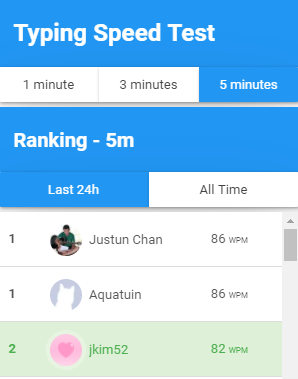 Typing Speed Test
1 minute 3 minutes 5 minutes
Ranking - 5m
Last 24h All Time
1 Justun Chan 86 WPM
1 Aquatuin 86 WPM
2 jkim52 82 WPM